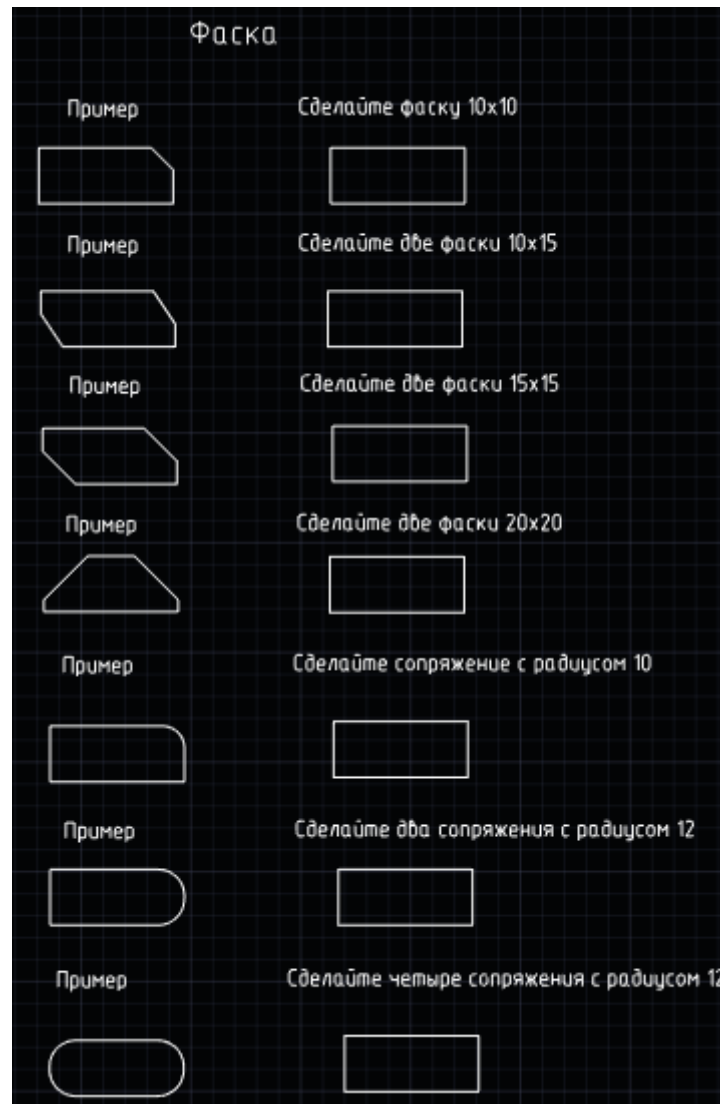 Фаска
Пример Сделайте фаску 10х10
Пример Сделайте две фаски 10х15
Пример Сделайте две фаски 15х15
Пример Сделайте две фаски 20х20
Пример Сделайте сопряжение с радиусом 10
Пример Сделайте два сопряжения с радиусом 12
Пример Сделайте четыре сопряжения с радиусом 12